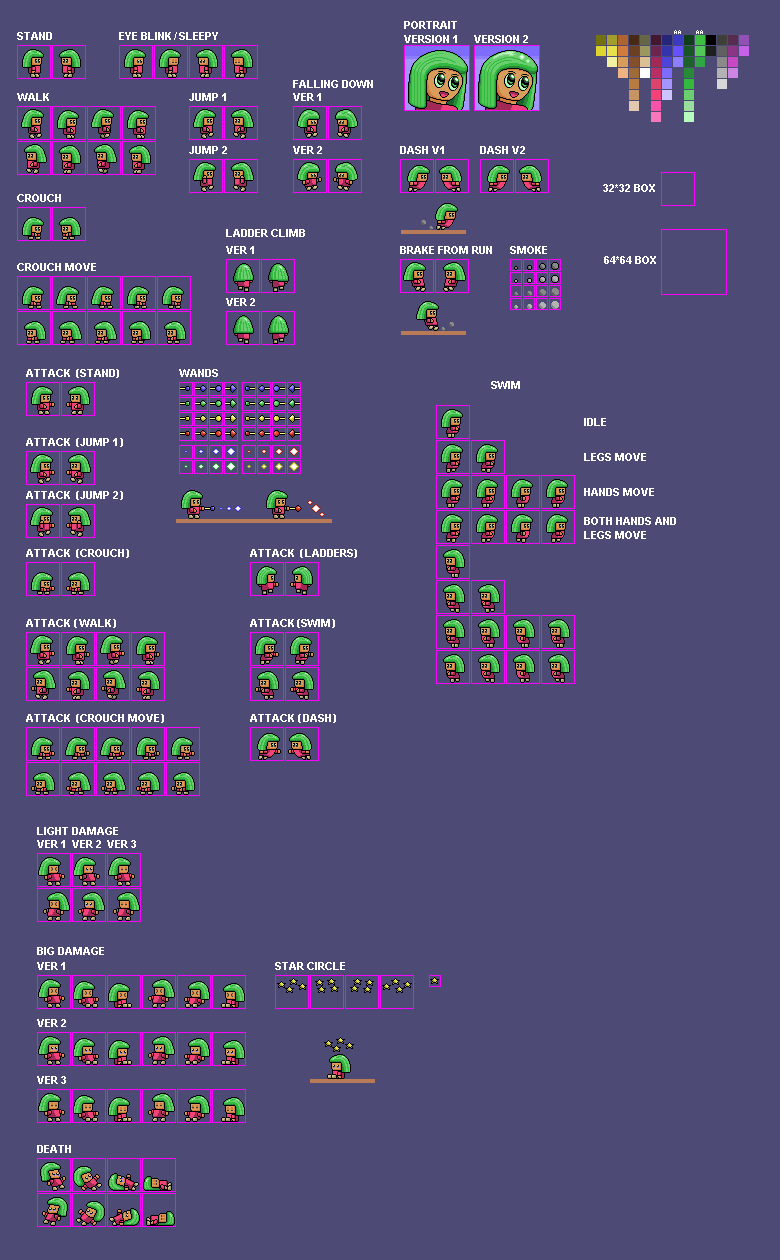 STAND
EYE BLINK/SLEEPY
PORTRAIT
VERSION 1 VERSION 2
WALK
JUMP 1
FALLING DOWN
VER 1
JUMP 2
VER 2
DASH V1
DASH V2
32*32 BOX
CROUCH
LADDER CLIMB
VER 1
BRAKE FROM RUN
SMOKE
64*64 BOX
CROUCH MOVE
VER 2
ATTACK (STAND)
WANDS
SWIM
IDLE
ATTACK (JUMP 1)
LEGS MOVE
HANDS MOVE
ATTACK (JUMP 2)
BOTH HANDS AND
LEGS MOVE
ATTACK (CROUCH)
ATTACK (LADDERS)
ATTACK (WALK)
ATTACK (SWIM)
ATTACK (CROUCH MOVE)
ATTACK (DASH)
LIGHT DAMAGE
VER 1 VER 2 VER 3
BIG DAMAGE
VER 1
STAR CIRCLE
VER 2
VER 3
DEATH